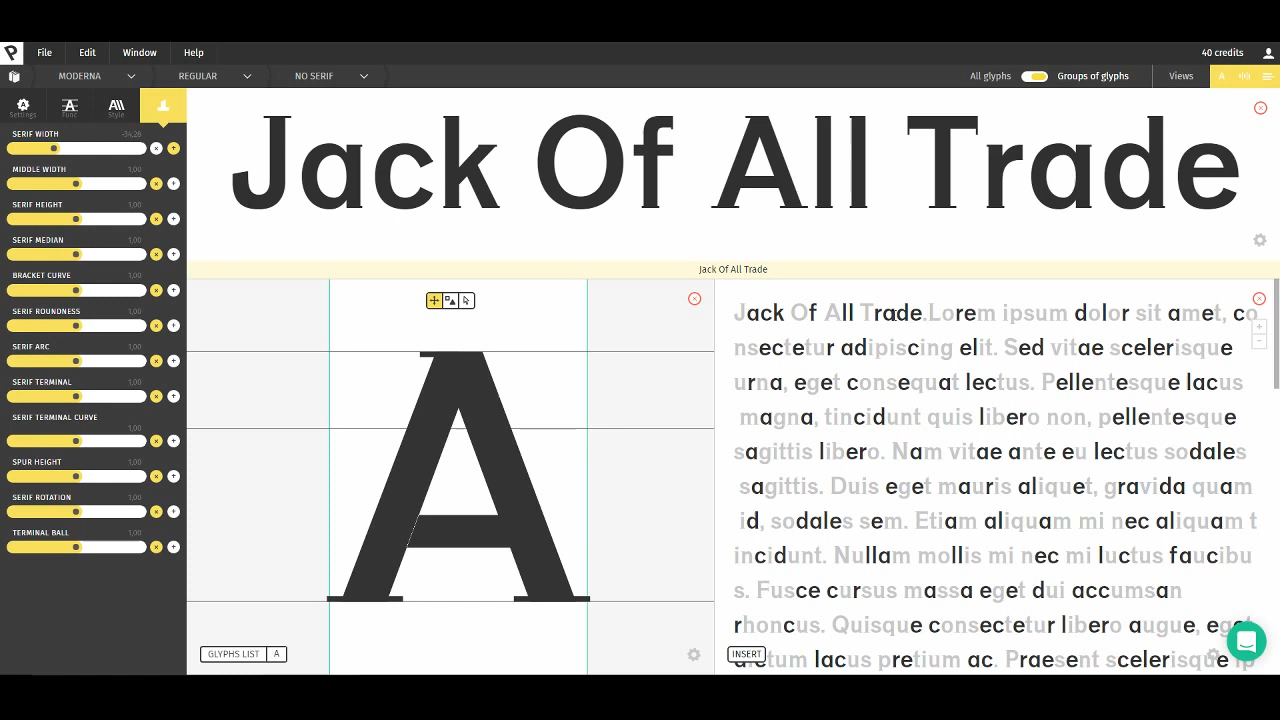 File Edit Window Help 40 credits
MODERNA REGULAR NO SERIF All glyphs Groups of glyphs Views A
Settings Func Style
SERIF WIDTH -34,28
MIDDLE WIDTH 1,00
SERIF HEIGHT 1,00
SERIF MEDIAN 1,00
BRACKET CURVE 1,00
SERIF ROUNDNESS 1,00
SERIF ARC 1,00
SERIF TERMINAL 1,00
SERIF TERMINAL CURVE
1,00
SPUR HEIGHT 1,00
SERIF ROTATION 1,00
TERMINAL BALL 1,00
Jack Of All Trade
Jack Of All Trade
A
GLYPHS LIST A
Jack Of All Trade.Lorem ipsum dolor sit amet, co
nsectetur adipiscing elit. Sed vitae scelerisque
urna, eget consequat lectus. Pellentesque lacus
magna, tincidunt quis libero non, pellentesque
sagittis libero. Nam vitae ante eu lectus sodales
sagittis. Duis eget mauris aliquet, gravida quam
id, sodales sem. Etiam aliquam mi nec aliquam t
incidunt. Nullam mollis mi nec mi luctus faucibu
s. Fusce cursus massa eget dui accumsan
rhoncus. Quisque consectetur libero augue, eget
dictum lacus pretium ac. Praesent scelerisque ip
INSERT